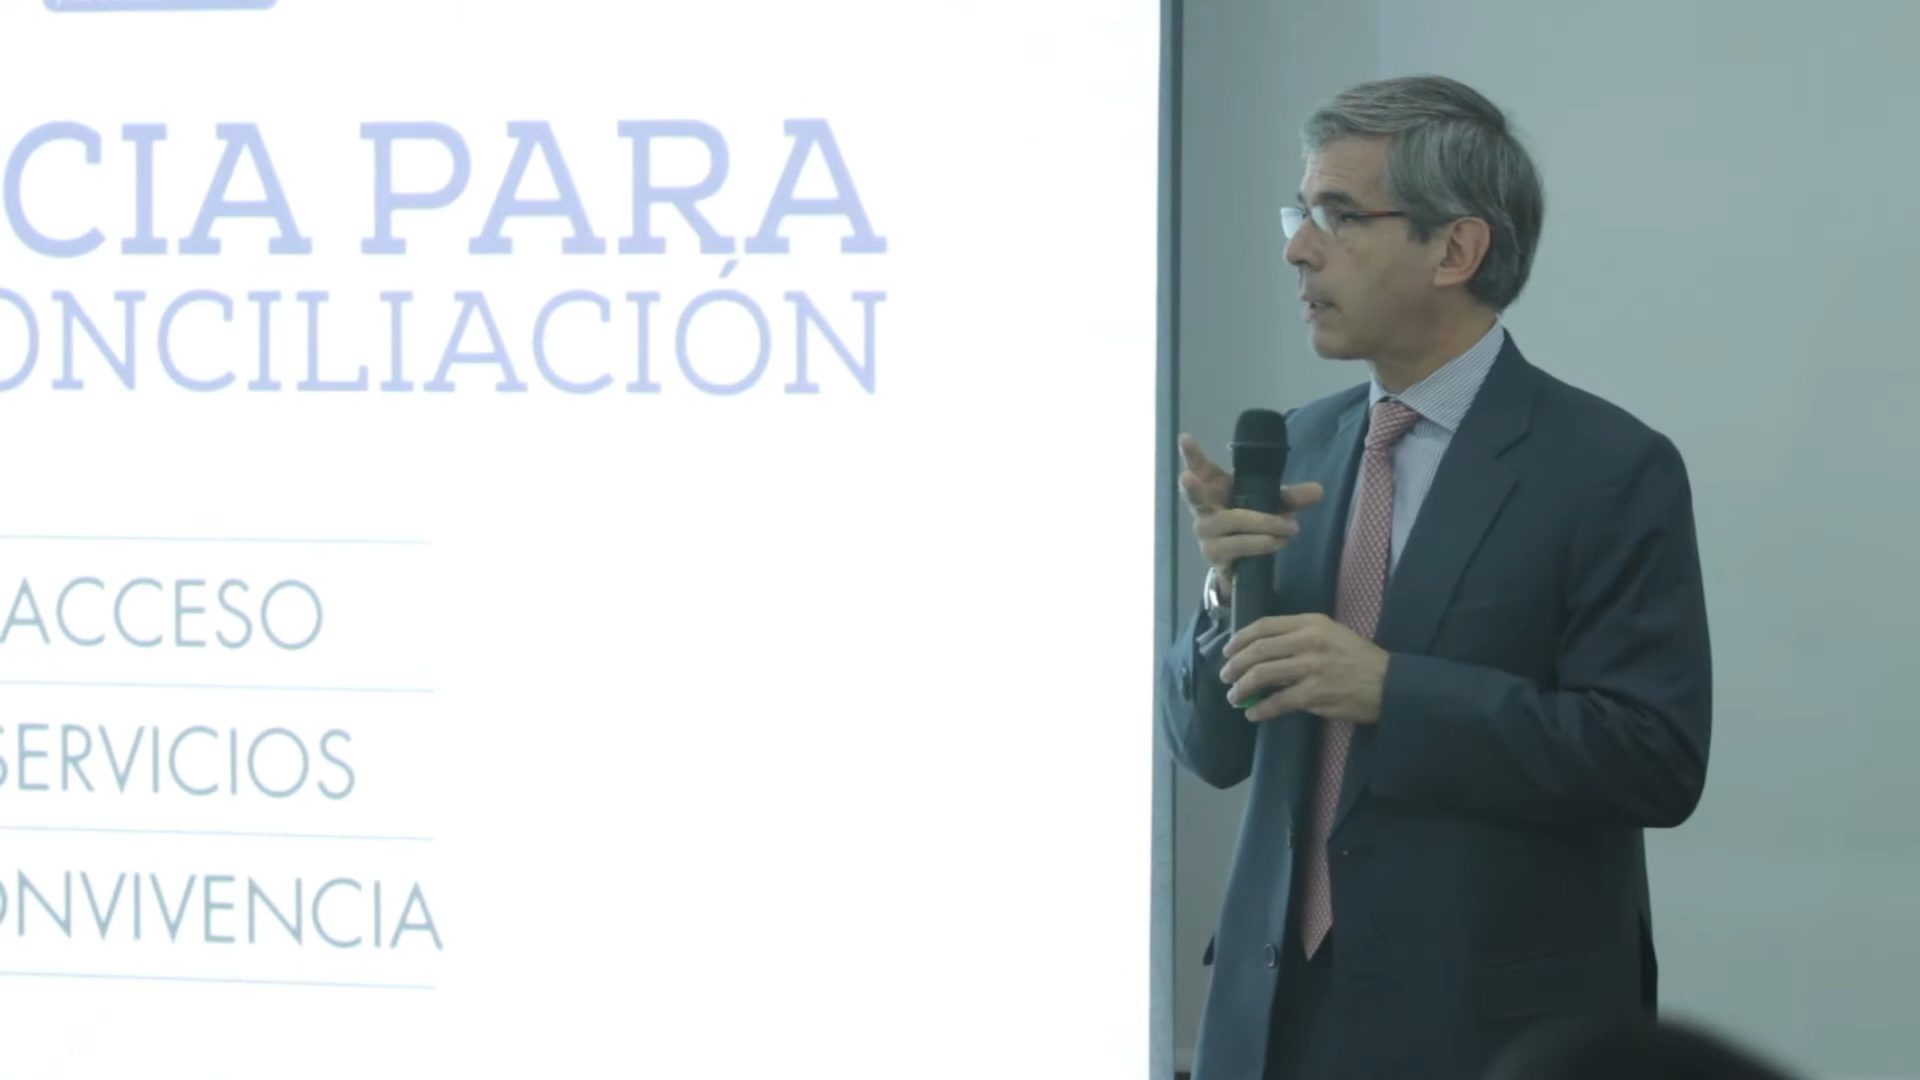 CIA PARA
ONCILIACIÓN
ACCESO
SERVICIOS
ONVIVENCIA